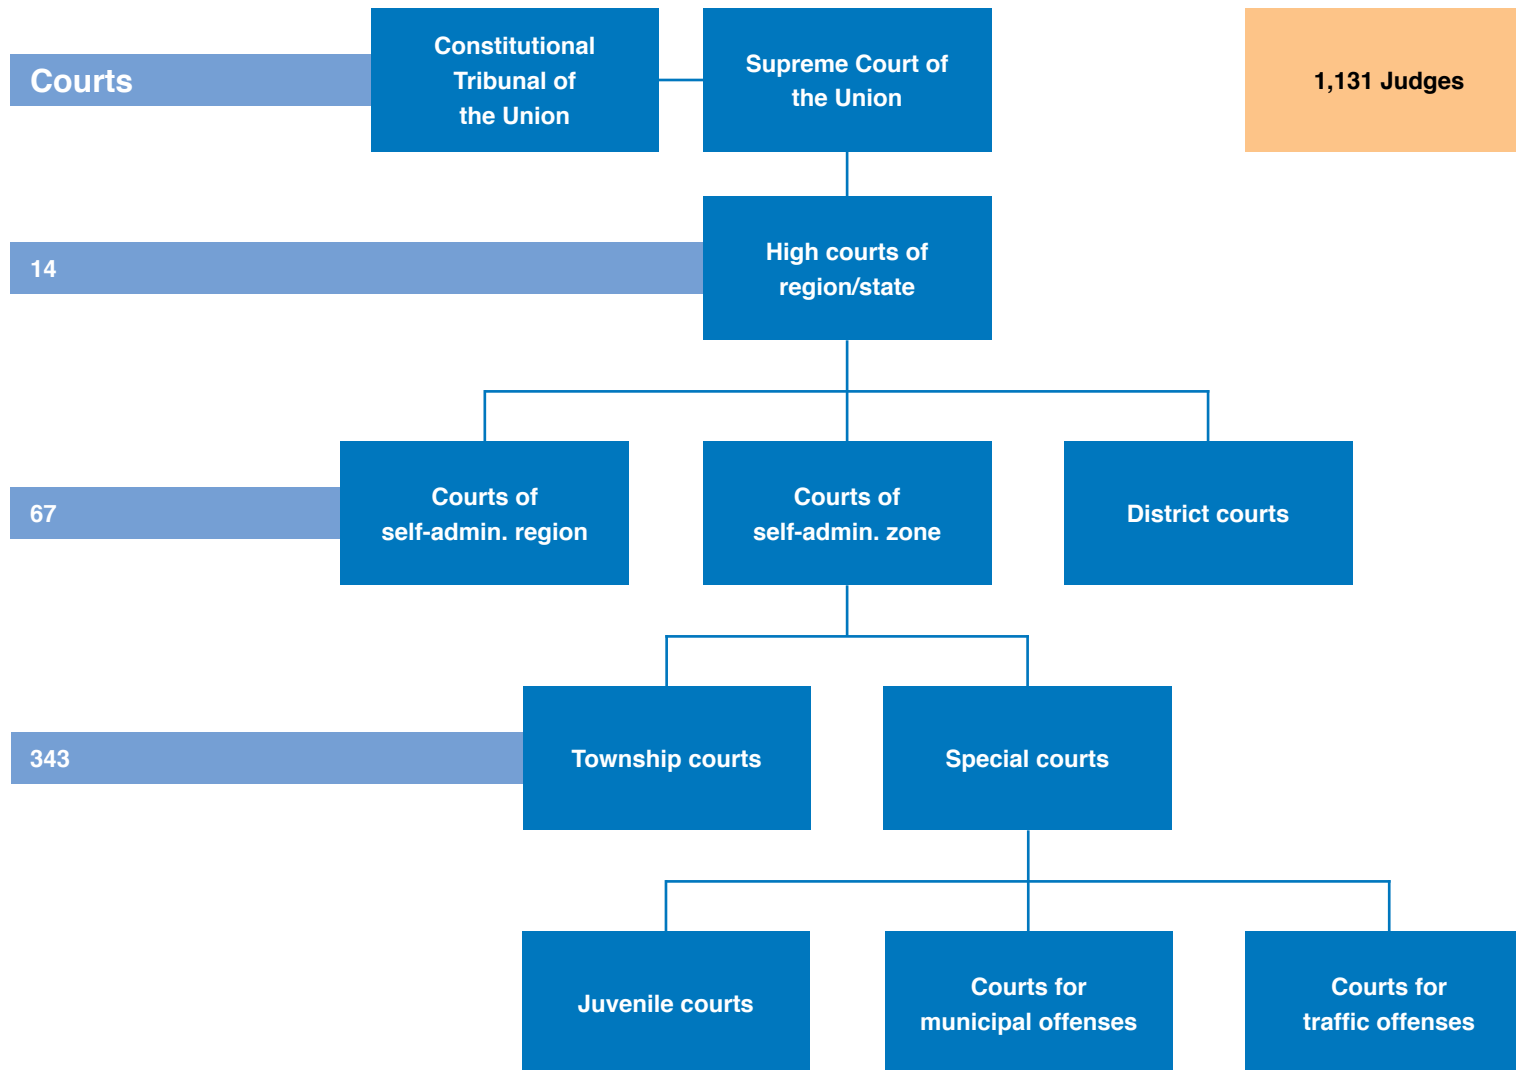 Courts
Constitutional
Tribunal of
the Union
Supreme Court of
the Union
1,131 Judges
14
High courts of
region/state
67
Courts of
self-admin. region
Courts of
self-admin. zone
District courts
343
Township courts
Special courts
Juvenile courts
Courts for
municipal offenses
Courts for
traffic offenses